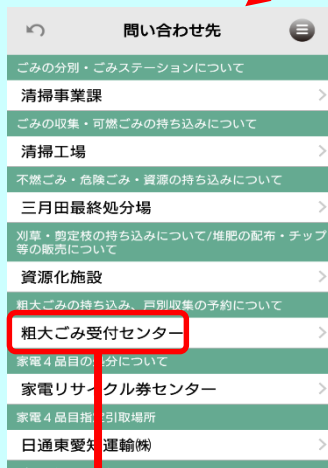 問い合わせ先
ごみの分別・ごみステーションについて
清掃事業課
ごみの収集・可燃ごみの持ち込みについて
清掃工場
不燃ごみ・危険ごみ・資源の持ち込みについて
三月田最終処分場
刈草・剪定枝の持ち込みについて/堆肥の配布・チップ
等の販売について
資源化施設
粗大ごみの持ち込み、戸別収集の予約について
粗大ごみ受付センター
家電4品目の処分について
家電リサイクル券センター
家電4品目指定引取場所
日通東愛知運輸㈱